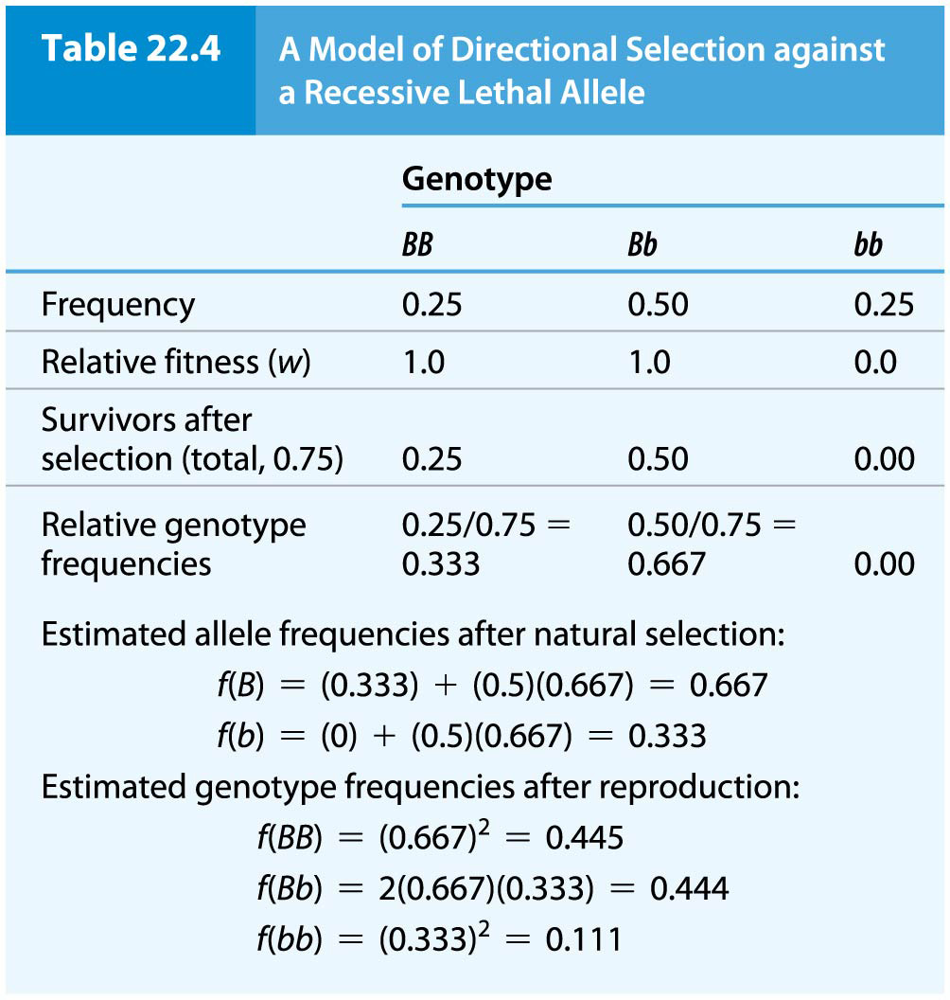 Table 22.4
A Model of Directional Selection against
a Recessive Lethal Allele
Genotype
BB Bb bb
Frequency 0.25 0.50 0.25
Relative fitness (w) 1.0 1.0 0.0
Survivors after
selection (total, 0.75) 0.25 0.50 0.00
Relative genotype 0.25/0.75 = 0.50/0.75 =
frequencies 0.333 0.667 0.00
Estimated allele frequencies after natural selection:
f(B) = (0.333) + (0.5)(0.667) = 0.667
f(b) = (0) + (0.5)(0.667) = 0.333
Estimated genotype frequencies after reproduction:
f(BB) = (0.667)² = 0.445
f(Bb) = 2(0.667)(0.333) = 0.444
f(bb) = (0.333)² = 0.111